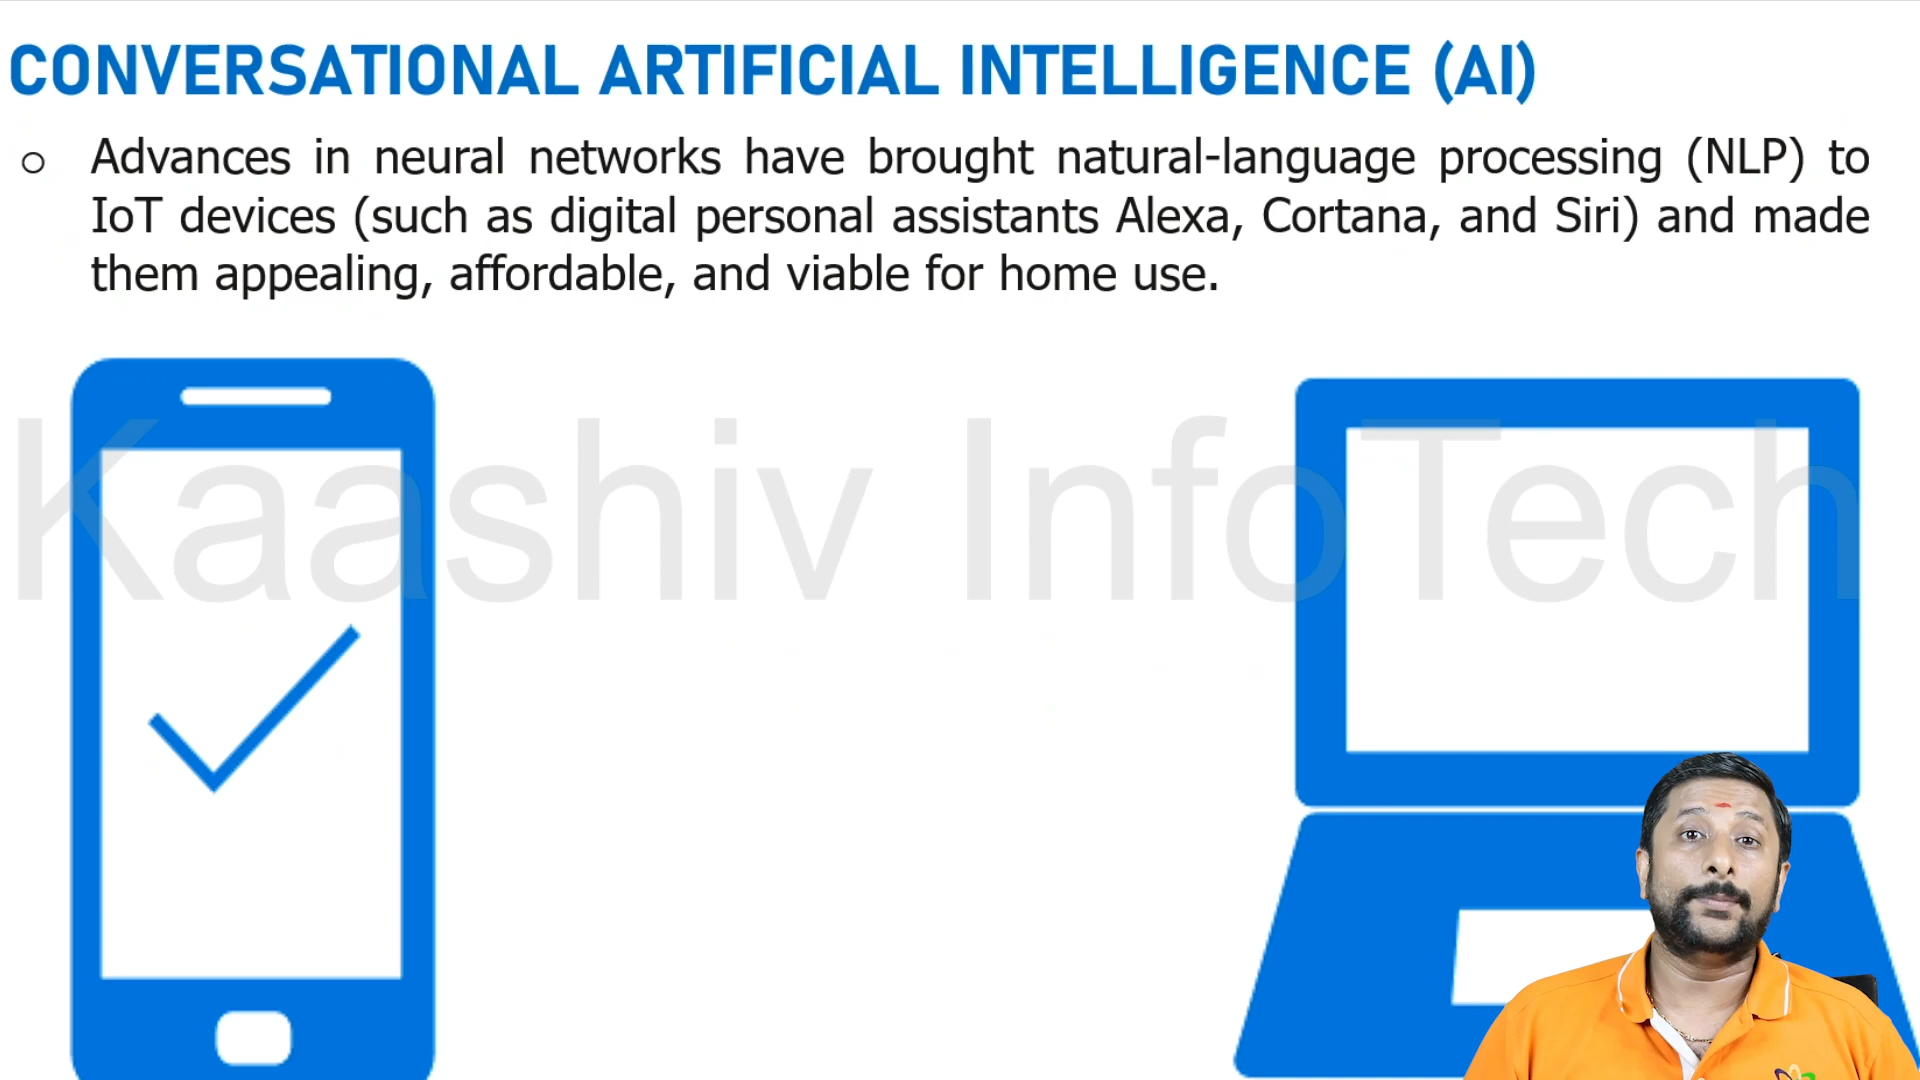 CONVERSATIONAL ARTIFICIAL INTELLIGENCE (AI)
○ Advances in neural networks have brought natural-language processing (NLP) to
IoT devices (such as digital personal assistants Alexa, Cortana, and Siri) and made
them appealing, affordable, and viable for home use.
Kaashiv InfoTech